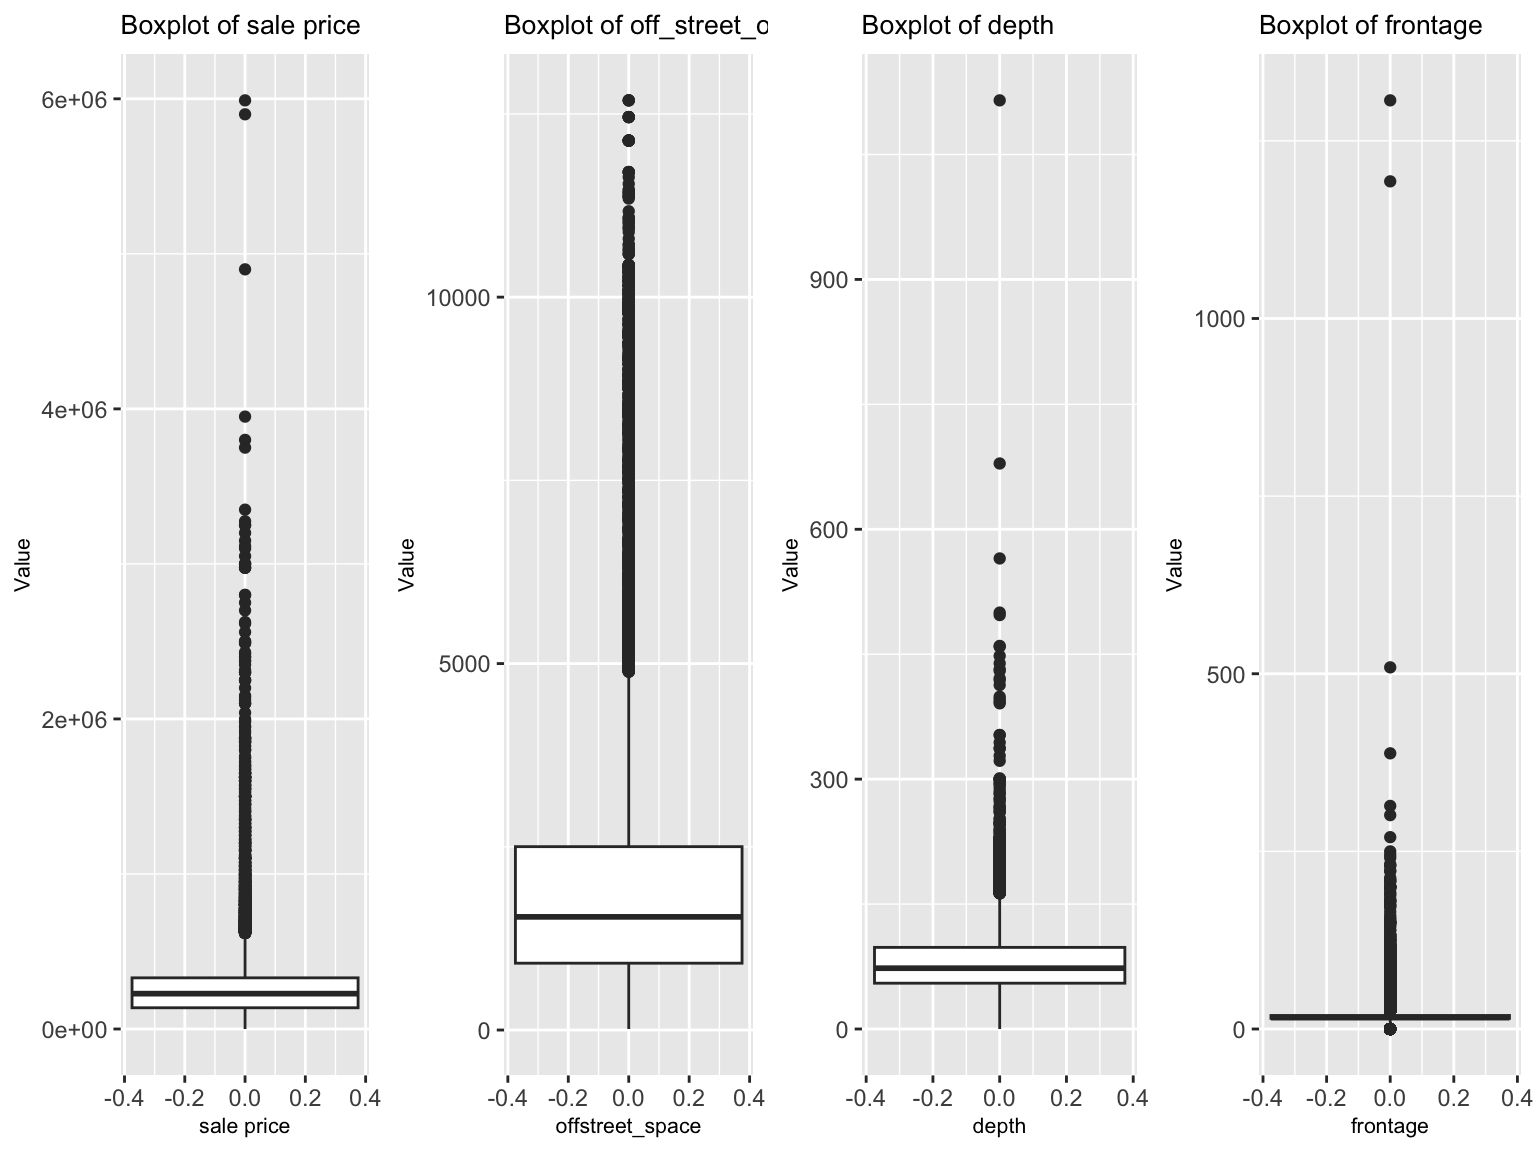 Boxplot of sale price
Value
6e+06
4e+06
2e+06
0e+00
-0.4 -0.2 0.0 0.2 0.4
sale price
Boxplot of off_street_o
Value
10000
5000
0
-0.4 -0.2 0.0 0.2 0.4
offstreet_space
Boxplot of depth
Value
900
600
300
0
-0.4 -0.2 0.0 0.2 0.4
depth
Boxplot of frontage
Value
1000
500
0
-0.4 -0.2 0.0 0.2 0.4
frontage